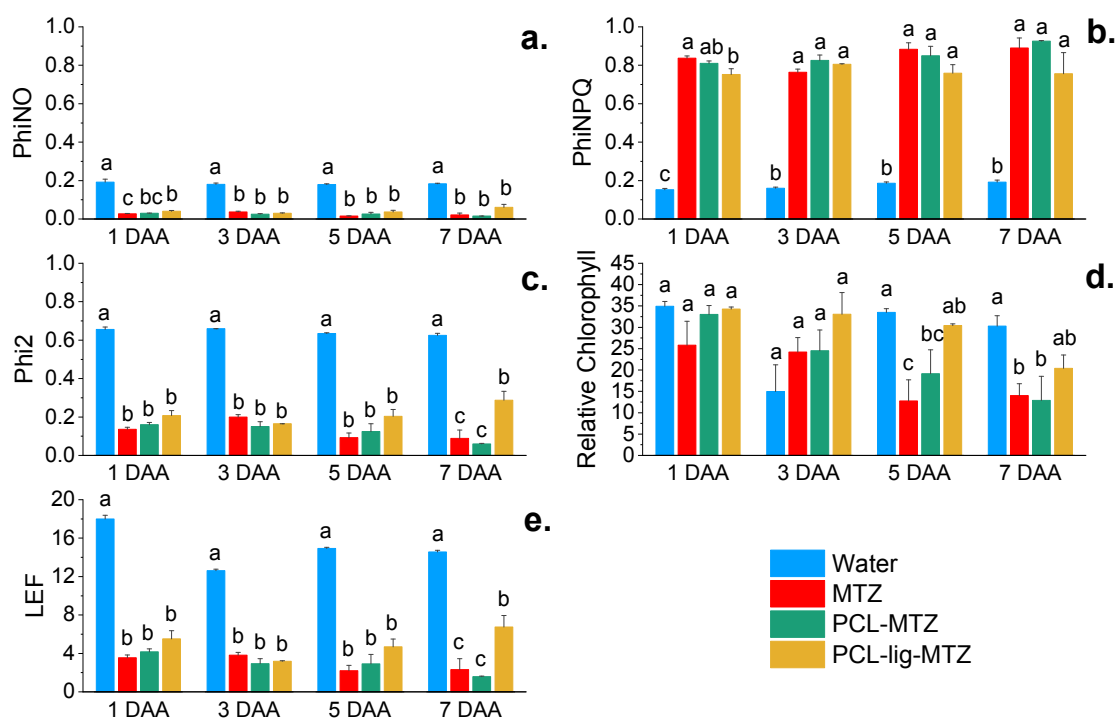 a.
PhiNO
1.0
0.8
0.6
0.4
0.2
0.0
a c bc b
a b b b
a b b b
a b b b
1 DAA 3 DAA 5 DAA 7 DAA
b.
PhiNPQ
1.0
0.8
0.6
0.4
0.2
0.0
c a ab b
b a a a
b a a a
b a a a
1 DAA 3 DAA 5 DAA 7 DAA
c.
Phi2
1.0
0.8
0.6
0.4
0.2
0.0
a b b b
a b b b
a b b b
a c c b
1 DAA 3 DAA 5 DAA 7 DAA
d.
Relative Chlorophyll
45
40
35
30
25
20
15
10
5
0
a a a a
a a a a
a c bc ab
a b b ab
1 DAA 3 DAA 5 DAA 7 DAA
e.
LEF
20
16
12
8
4
0
a b b b
a b b b
a b b b
a c c b
1 DAA 3 DAA 5 DAA 7 DAA
Water
MTZ
PCL-MTZ
PCL-lig-MTZ